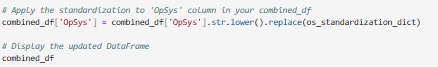 # Apply the standardization to 'OpSys' column in your combined_df
combined_df['OpSys'] = combined_df['OpSys'].str.lower().replace(os_standardization_dict)
# Display the updated DataFrame
combined_df